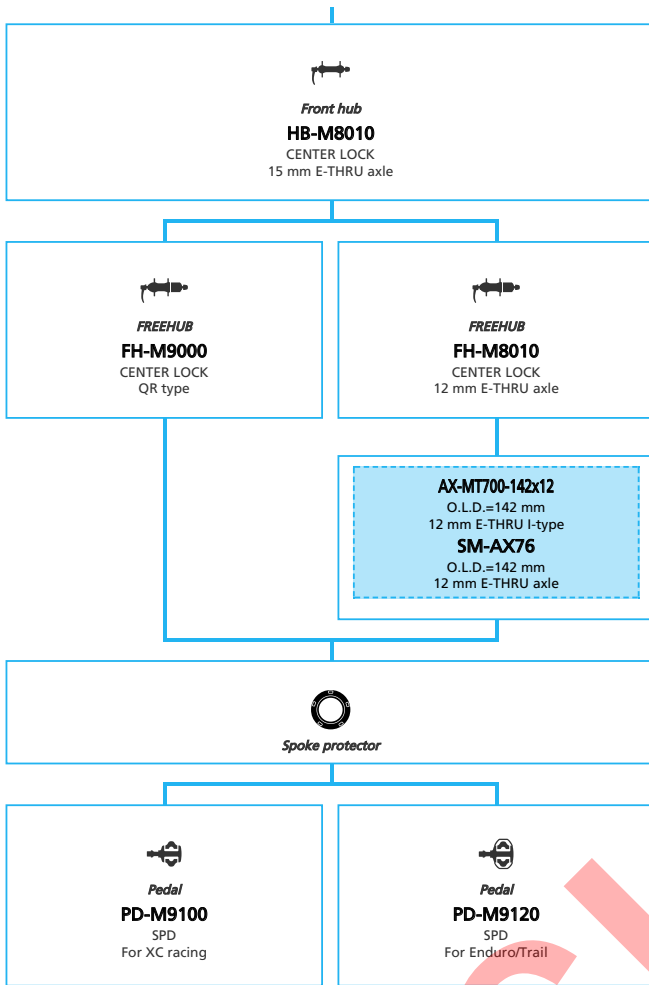 Front hub
HB-M8010
CENTER LOCK
15 mm E-THRU axle
FREEHUB
FH-M9000
CENTER LOCK
QR type
FREEHUB
FH-M8010
CENTER LOCK
12 mm E-THRU axle
AX-MT700-142x12
O.L.D.=142 mm
12 mm E-THRU I-type
SM-AX76
O.L.D.=142 mm
12 mm E-THRU axle
Spoke protector
Pedal
PD-M9100
SPD
For XC racing
Pedal
PD-M9120
SPD
For Enduro/Trail